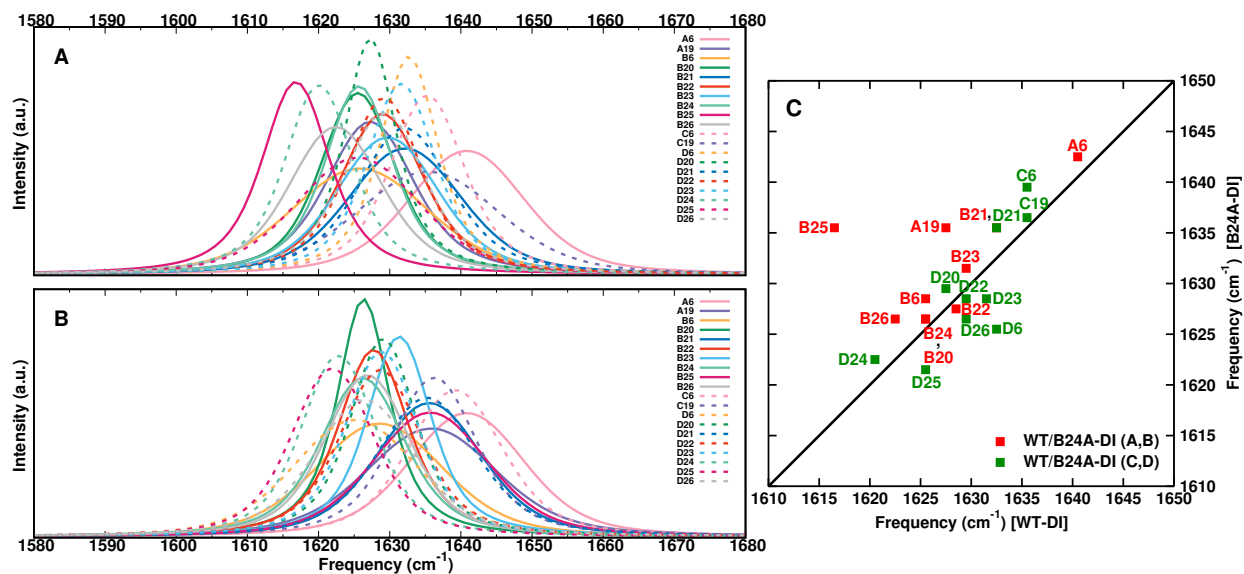 1580 1590 1600 1610 1620 1630 1640 1650 1660 1670 1680
A
Intensity (a.u.)
A6
A19
B6
B20
B21
B22
B23
B24
B25
B26
C6
C19
D6
D20
D21
D22
D23
D24
D25
D26
B
Intensity (a.u.)
A6
A19
B6
B20
B21
B22
B23
B24
B25
B26
C6
C19
D6
D20
D21
D22
D23
D24
D25
D26
1580 1590 1600 1610 1620 1630 1640 1650 1660 1670 1680
Frequency (cm-1)
C
A6
C6
C19
B21,D21
A19
B25
B23
D20
D22
B6
D23
B22
B26
D26
D6
B24
,
B20
D24
D25
WT/B24A-DI (A,B)
WT/B24A-DI (C,D)
1610 1615 1620 1625 1630 1635 1640 1645 1650
Frequency (cm-1) [WT-DI]
1650
1645
1640
1635
1630
1625
1620
1615
1610
Frequency (cm-1) [B24A-DI]